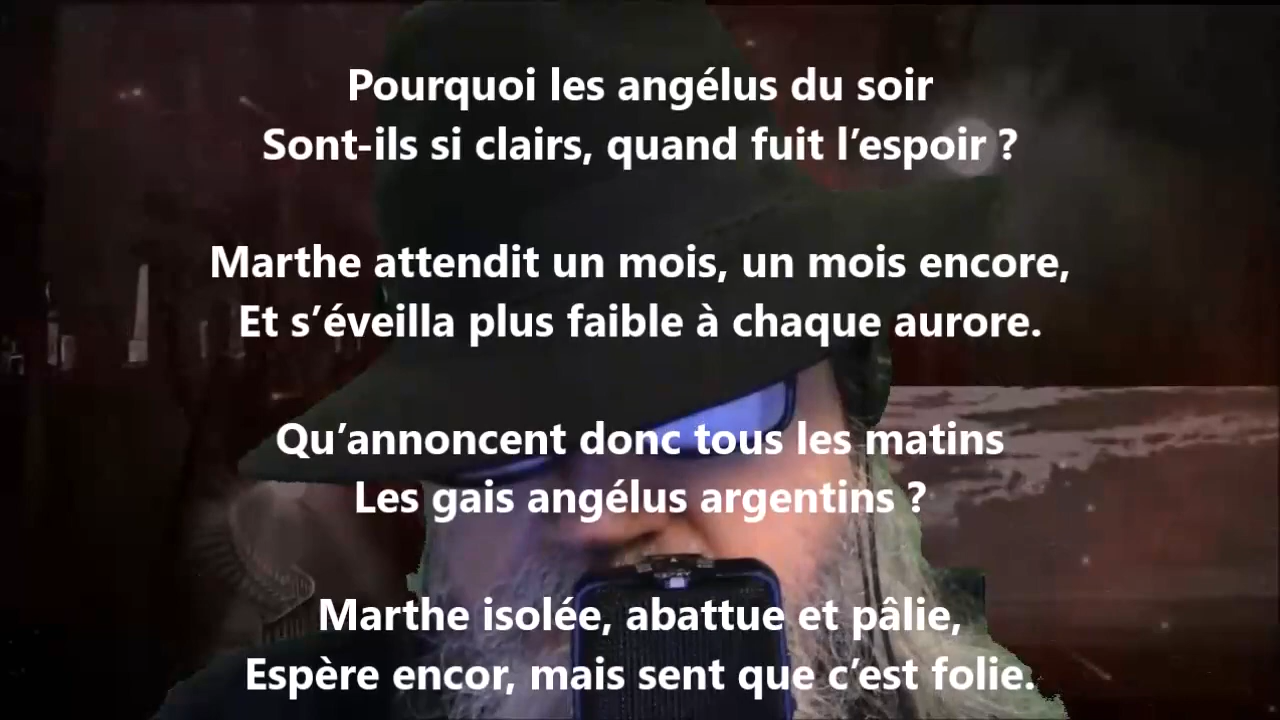 Pourquoi les angélus du soir
Sont-ils si clairs, quand fuit l’espoir ?
Marthe attendit un mois, un mois encore,
Et s’éveilla plus faible à chaque aurore.
Qu’annoncent donc tous les matins
Les gais angélus argentins ?
Marthe isolée, abattue et pâlie,
Espère encor, mais sent que c’est folie.